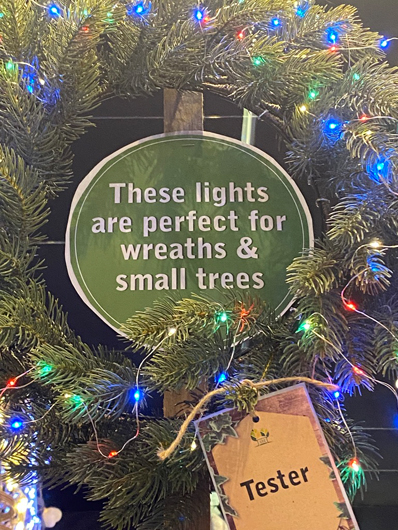 These lights
are perfect for
wreaths &
small trees
Tester